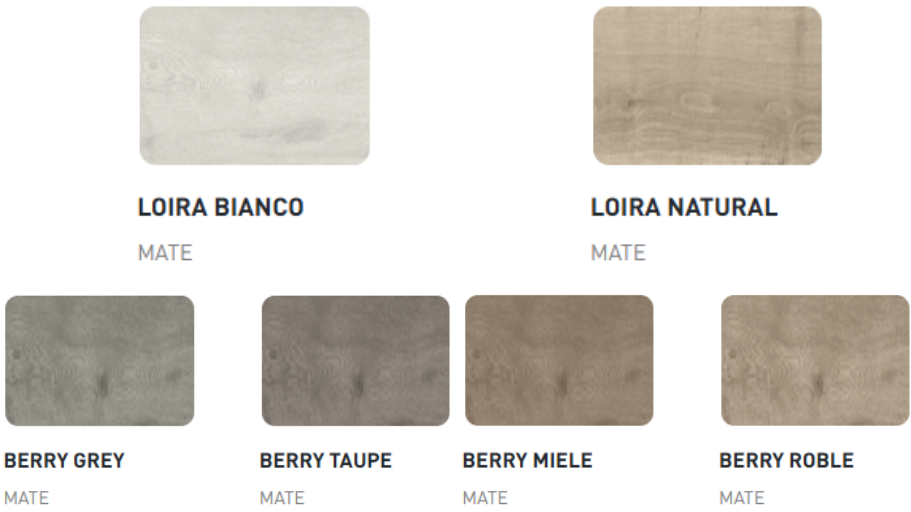 LOIRA BIANCO
LOIRA NATURAL
MATE
MATE
BERRY GREY
BERRY TAUPE
BERRY MIELE
BERRY ROBLE
MATE
MATE
MATE
MATE